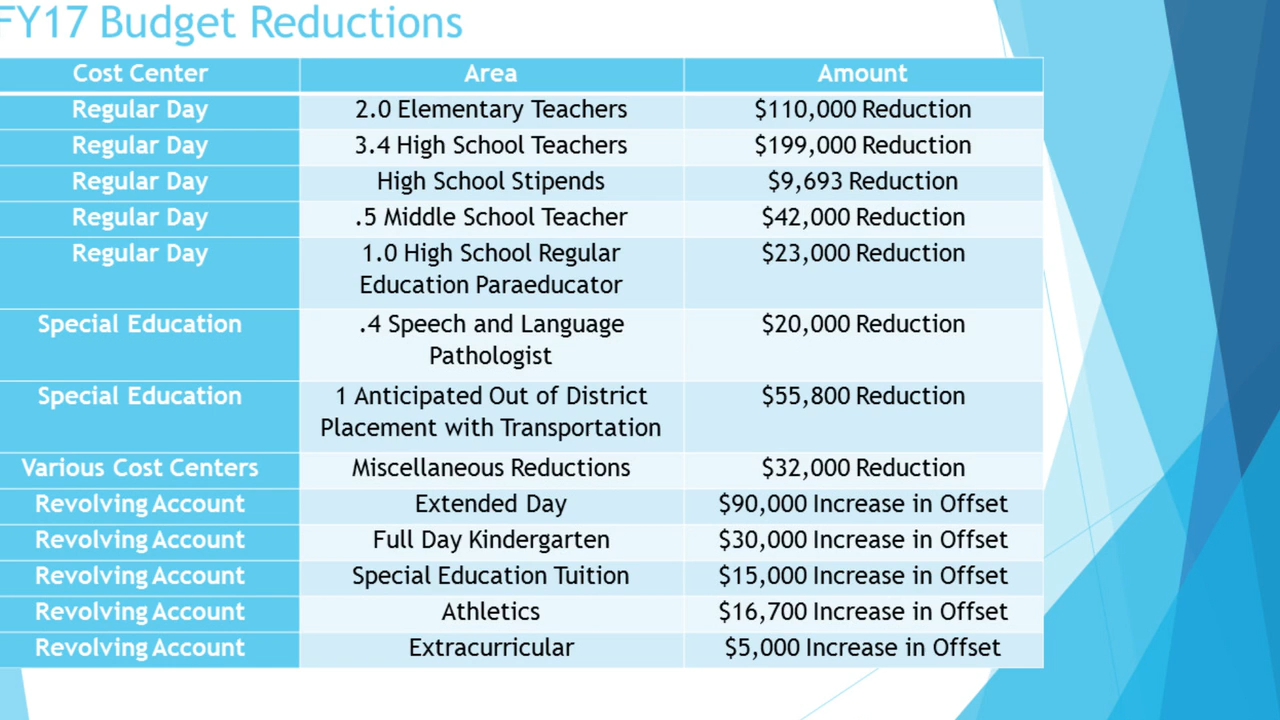 FY17 Budget Reductions
Cost Center Area Amount
Regular Day 2.0 Elementary Teachers $110,000 Reduction
Regular Day 3.4 High School Teachers $199,000 Reduction
Regular Day High School Stipends $9,693 Reduction
Regular Day .5 Middle School Teacher $42,000 Reduction
Regular Day 1.0 High School Regular $23,000 Reduction
Education Paraeducator
Special Education .4 Speech and Language $20,000 Reduction
Pathologist
Special Education 1 Anticipated Out of District $55,800 Reduction
Placement with Transportation
Various Cost Centers Miscellaneous Reductions $32,000 Reduction
Revolving Account Extended Day $90,000 Increase in Offset
Revolving Account Full Day Kindergarten $30,000 Increase in Offset
Revolving Account Special Education Tuition $15,000 Increase in Offset
Revolving Account Athletics $16,700 Increase in Offset
Revolving Account Extracurricular $5,000 Increase in Offset